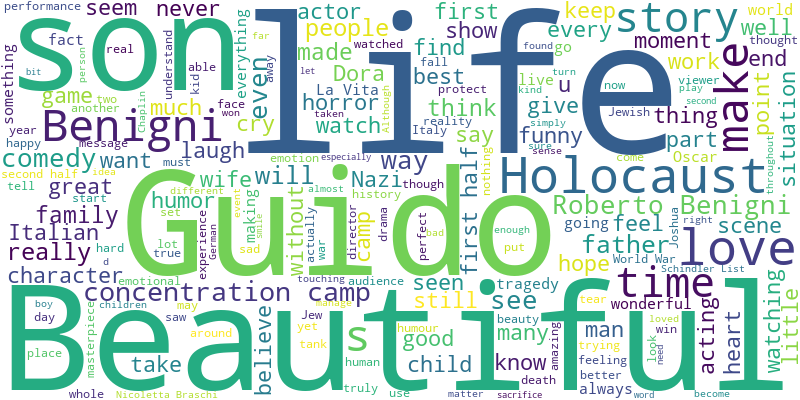 performance seem never actor first keep world
son life story
fact real people show every well thought
something understand everything far watched made find found go moment end
bit person kid able away Dora fall best protect now work viewer
game two La Vita live turn u thing point situation
another Chaplin much even horror let kind play
year Benigni face won cry watch taken Although Italy reality think give Jewish second make
happy message simply funny part Oscar
comedy want must laugh emotion especially way say sure sense come throughout
second half idea wife will Nazi though nothing Holocaust
tell great start different almost history first half Roberto Benigni
family humor set making event smile without camp drama perfect enough going feel Joshua right scene
Italian lot true experience German sad actually war director bad put father World War love
really hard d emotional touching audience seen tragedy hope Schindler List
character Guido time
concentration camp still see tear wonderful
boy children may Jew manage beauty loved win watching little
day masterpiece saw around yet humour s good many man trying acting heart look need
place take believe tank human child know amazing feeling better
Beautiful
truly death always
whole Nicoletta Braschi use matter sacrifice word become